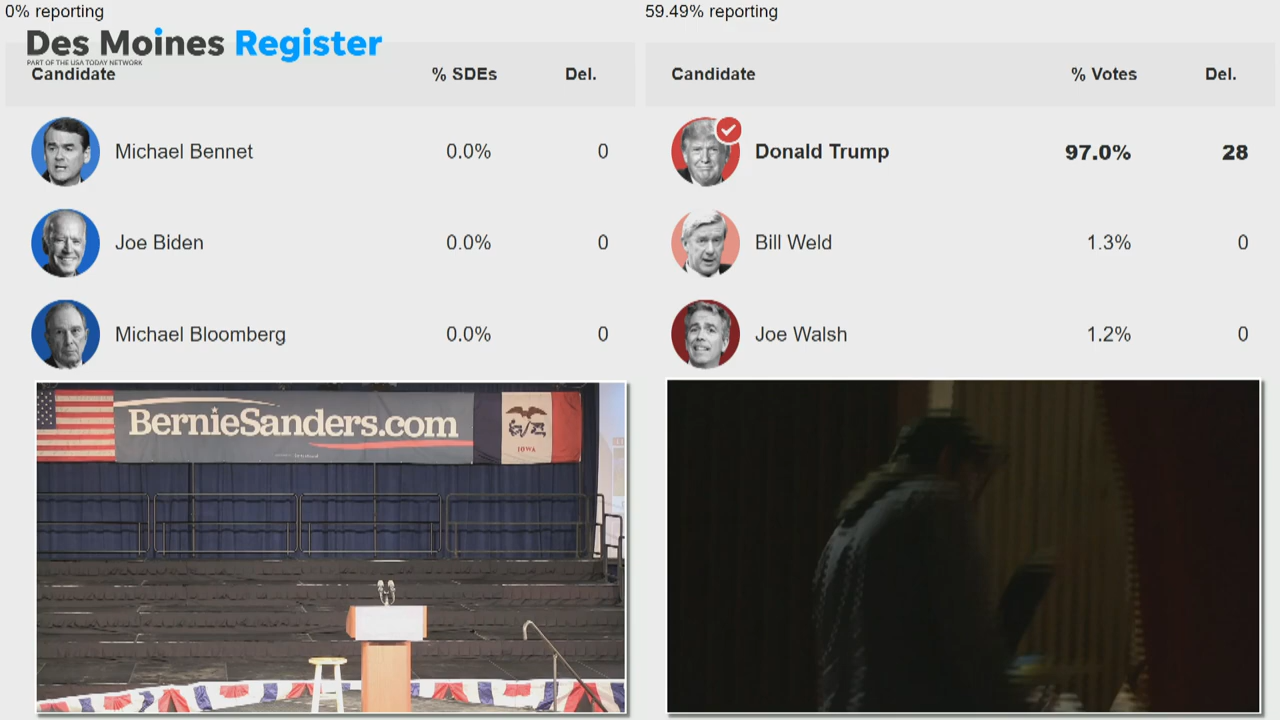 0% reporting
59.49% reporting
Des Moines Register
PART OF THE USA TODAY NETWORK
Candidate % SDEs Del.
Candidate % Votes Del.
Michael Bennet 0.0% 0
Donald Trump 97.0% 28
Joe Biden 0.0% 0
Bill Weld 1.3% 0
Michael Bloomberg 0.0% 0
Joe Walsh 1.2% 0
BernieSanders.com
IOWA